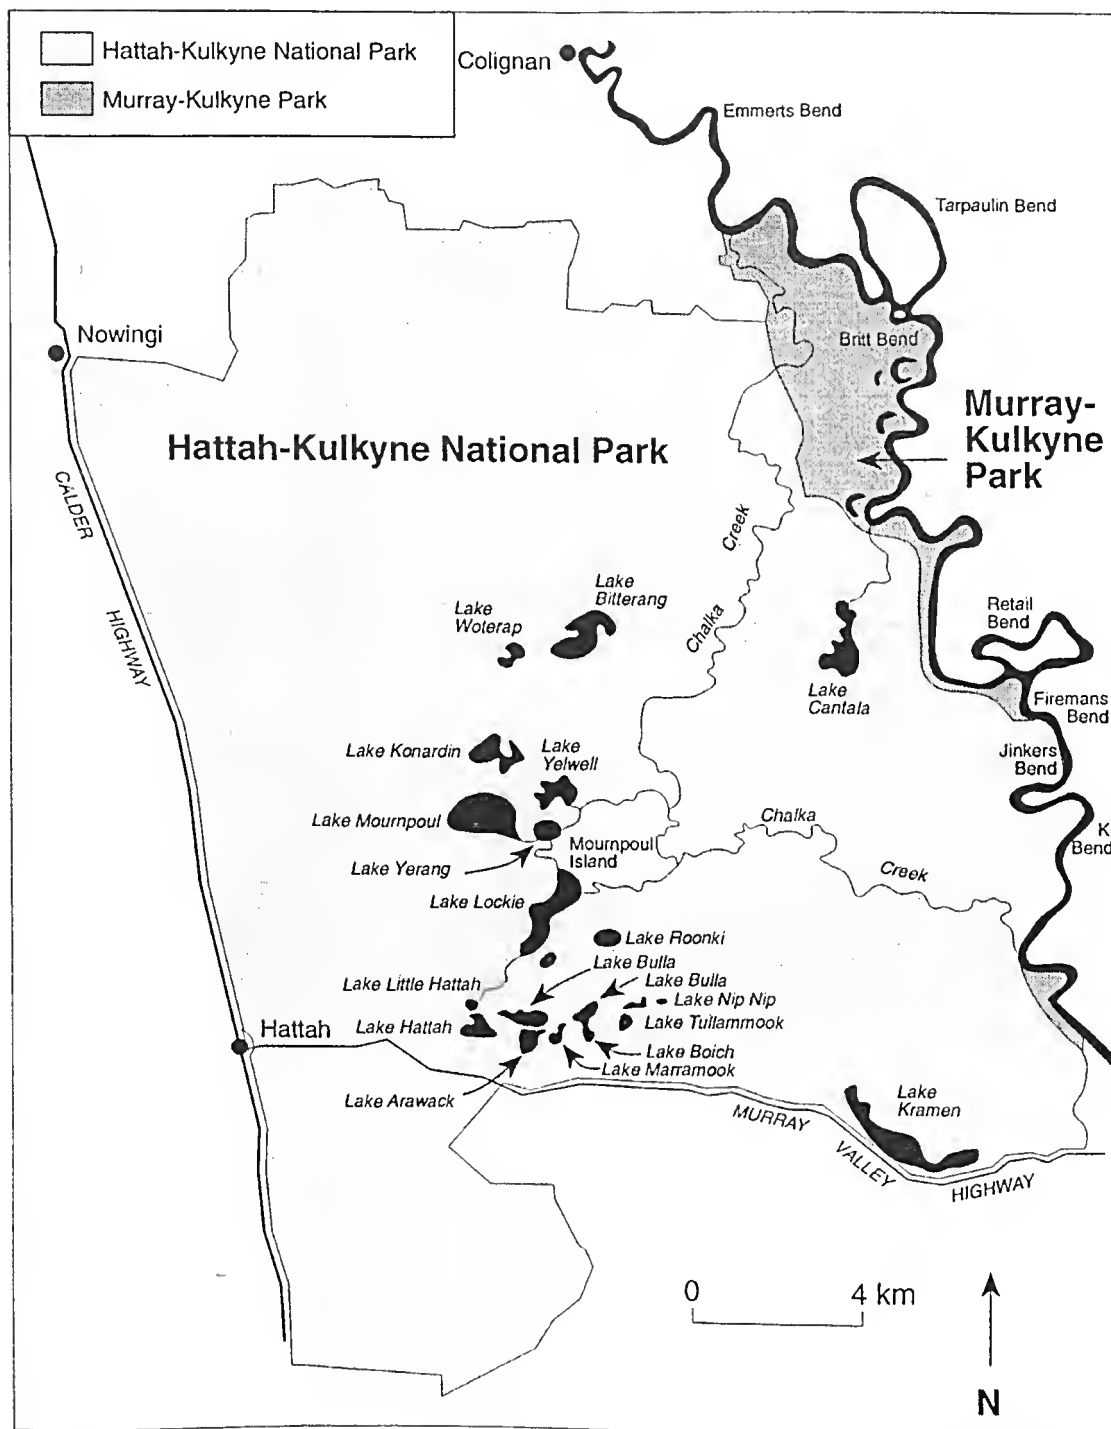 Hattah-Kulkyne National Park
Murray-Kulkyne Park
Colignan
Emmerts Bend
Tarpaulin Bend
Nowingi
Britt Bend
Murray-
Kulkyne
Park
Hattah-Kulkyne National Park
CALDER
HIGHWAY
Creek
Chalka
Lake
Bitterang
Lake
Woterap
Retail
Bend
Lake
Cantala
Firemans
Bend
Jinkers
Bend
Lake Konardin
Lake
Yelwell
Lake Mournpoul
Chalka
Creek
K
Bend
Mournpoul
Island
Lake Yerang
Lake Lockie
Lake Roonki
Lake Bulla
Lake Bulla
Lake Little Hattah
Lake Nip Nip
Hattah
Lake Hattah
Lake Tullammook
Lake Boich
Lake Marramook
Lake Arawack
Lake
Kramen
MURRAY
VALLEY
HIGHWAY
0 4 km
N